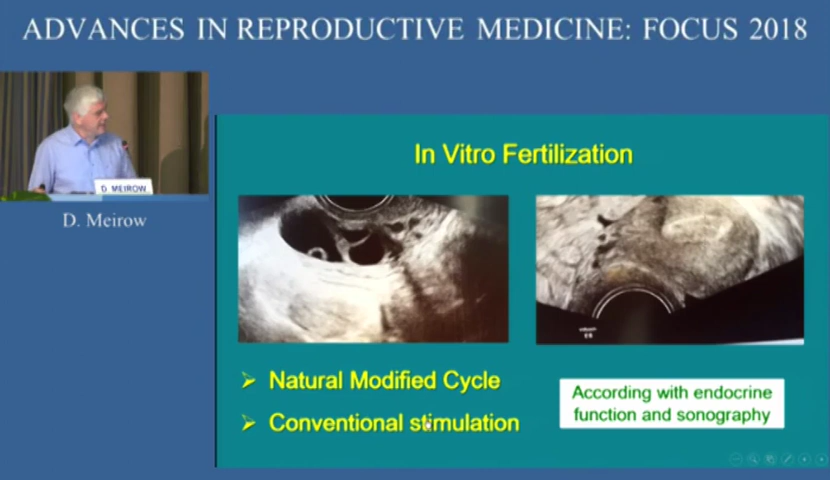 ADVANCES IN REPRODUCTIVE MEDICINE: FOCUS 2018
D. MEIROW
D. Meirow
In Vitro Fertilization
➢ Natural Modified Cycle
➢ Conventional stimulation
According with endocrine
function and sonography